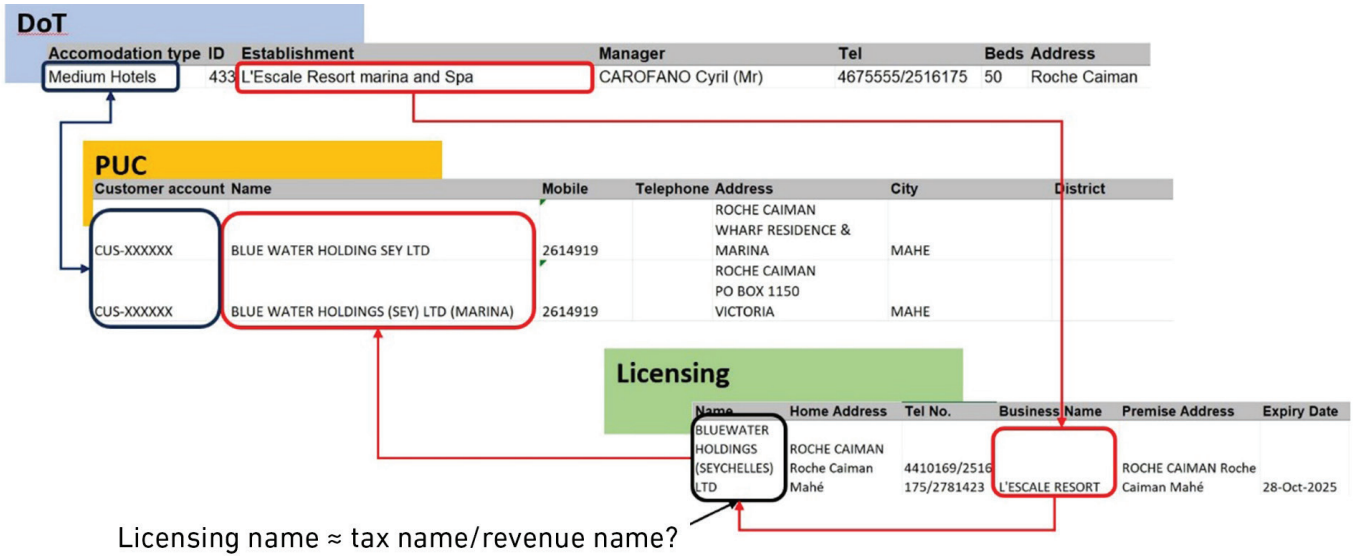 DoT
Accomodation type ID Establishment Manager Tel Beds Address
Medium Hotels 433 L'Escale Resort marina and Spa CAROFANO Cyril (Mr) 4675555/2516175 50 Roche Caiman
PUC
Customer account Name Mobile Telephone Address City District
ROCHE CAIMAN
WHARF RESIDENCE &
CUS-XXXXXX BLUE WATER HOLDING SEY LTD 2614919 MARINA MAHE
ROCHE CAIMAN
PO BOX 1150
CUS-XXXXXX BLUE WATER HOLDINGS (SEY) LTD (MARINA) 2614919 VICTORIA MAHE
Licensing
Name Home Address Tel No. Business Name Premise Address Expiry Date
BLUEWATER
HOLDINGS ROCHE CAIMAN
(SEYCHELLES) Roche Caiman 4410169/2516 ROCHE CAIMAN Roche
LTD Mahé 175/2781423 L'ESCALE RESORT Caiman Mahé 28-Oct-2025
Licensing name ≈ tax name/revenue name?